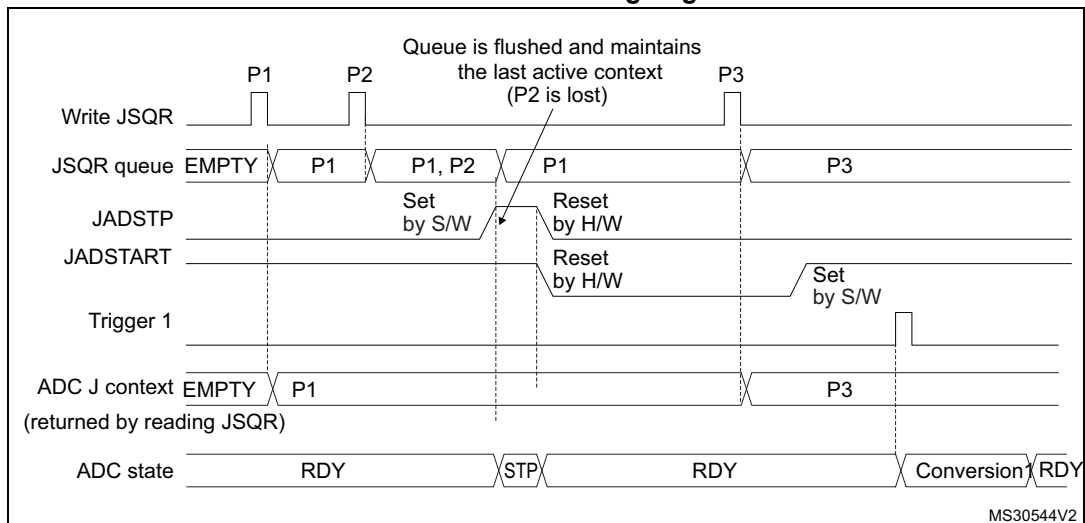 Queue is flushed and maintains
the last active context
(P2 is lost)
P1 P2 P3
Write JSQR
JSQR queue EMPTY P1 P1, P2 P1 P3
Set
by S/W
Reset
by H/W
JADSTP
JADSTART
Reset
by H/W
Set
by S/W
Trigger 1
ADC J context EMPTY P1 P3
(returned by reading JSQR)
ADC state RDY STP RDY Conversion1 RDY
MS30544V2